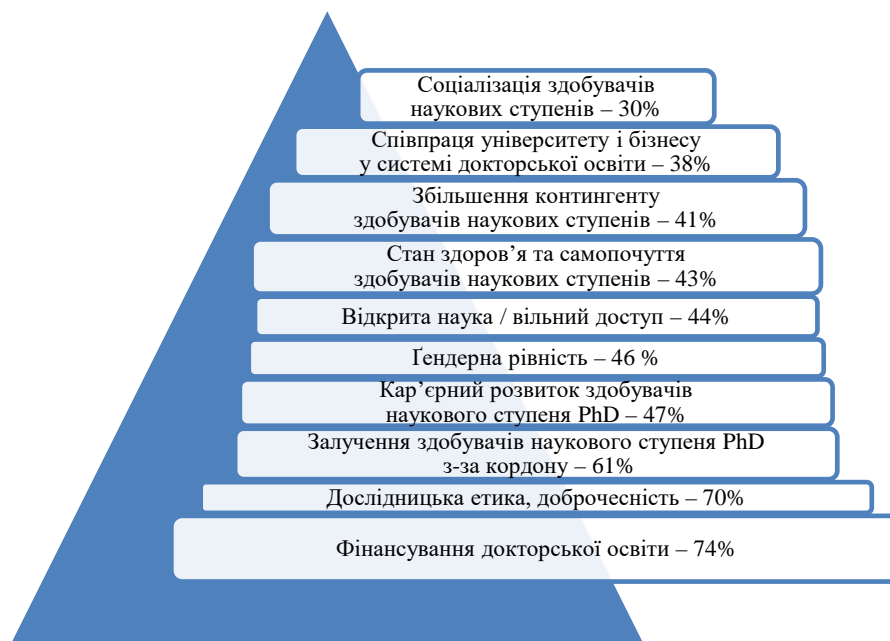 Соціалізація здобувачів
наукових ступенів – 30%
Співпраця університету і бізнесу
у системі докторської освіти – 38%
Збільшення контингенту
здобувачів наукових ступенів – 41%
Стан здоров’я та самопочуття
здобувачів наукових ступенів – 43%
Відкрита наука / вільний доступ – 44%
Ґендерна рівність – 46 %
Кар’єрний розвиток здобувачів
наукового ступеня PhD – 47%
Залучення здобувачів наукового ступеня PhD
з-за кордону – 61%
Дослідницька етика, доброчесність – 70%
Фінансування докторської освіти – 74%